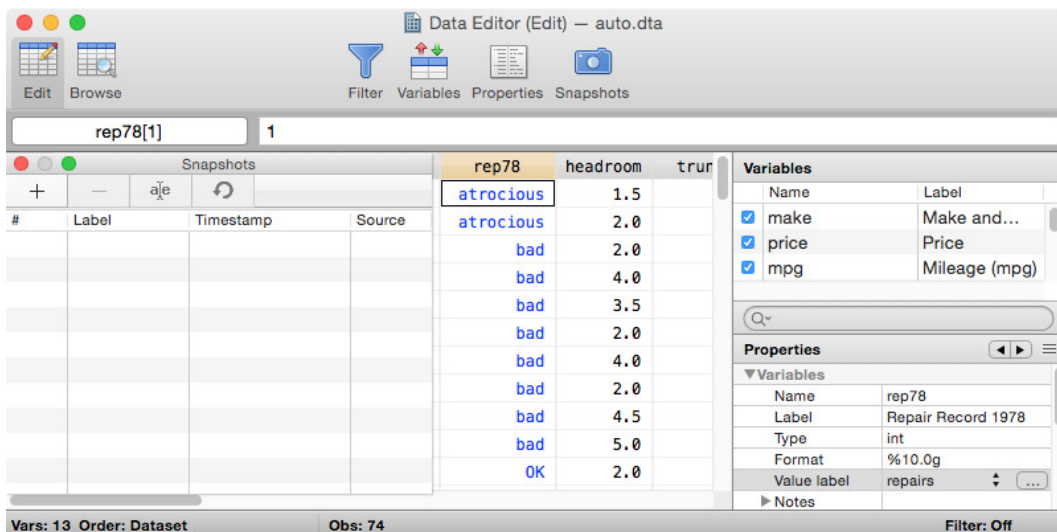 Data Editor (Edit) — auto.dta
Edit Browse Filter Variables Properties Snapshots
rep78[1] 1
Snapshots
# Label Timestamp Source
rep78 headroom trun
atrocious 1.5
atrocious 2.0
bad 2.0
bad 4.0
bad 3.5
bad 2.0
bad 4.0
bad 2.0
bad 4.5
bad 5.0
OK 2.0
Variables
Name Label
make Make and...
price Price
mpg Mileage (mpg)
Properties
Variables
Name rep78
Label Repair Record 1978
Type int
Format %10.0g
Value label repairs ...
Notes
Vars: 13 Order: Dataset Obs: 74 Filter: Off